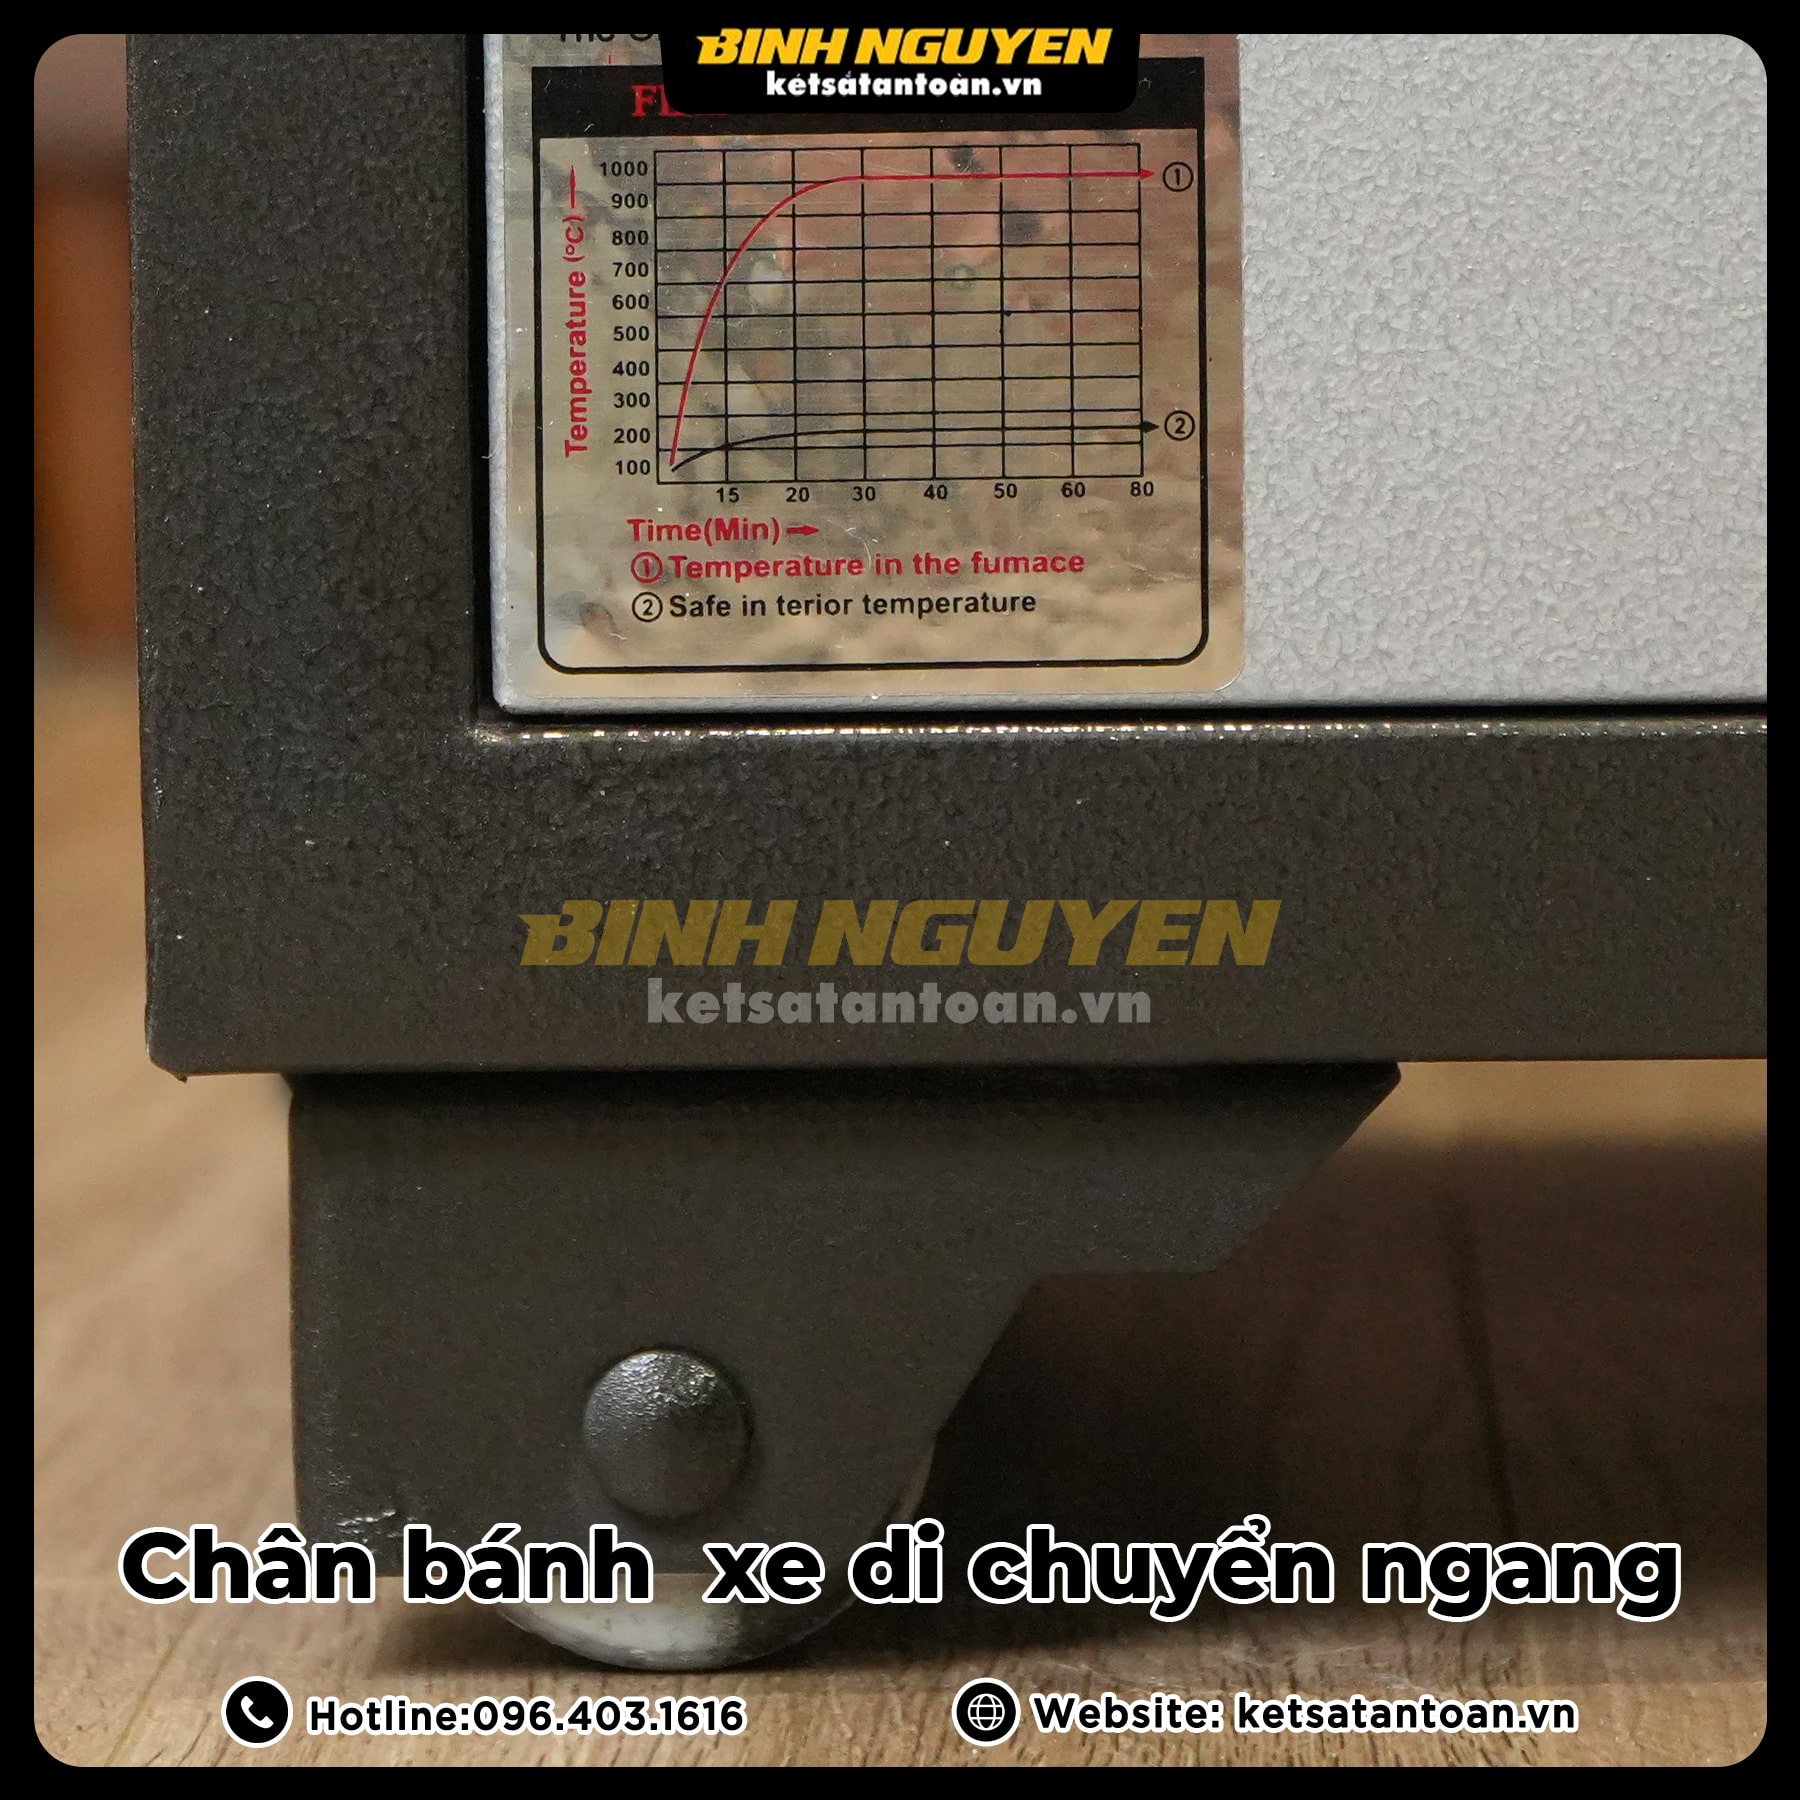 BINH NGUYEN
ketsatantoan.vn
1000
900
800
700
600
500
400
300
200
100
Temperature (°C)
①
②
15 20 30 40 50 60 80
Time(Min)
① Temperature in the fumace
② Safe in terior temperature
BINH NGUYEN
ketsatantoan.vn
Chân bánh xe di chuyển ngang
Hotline:096.403.1616
Website: ketsatantoan.vn